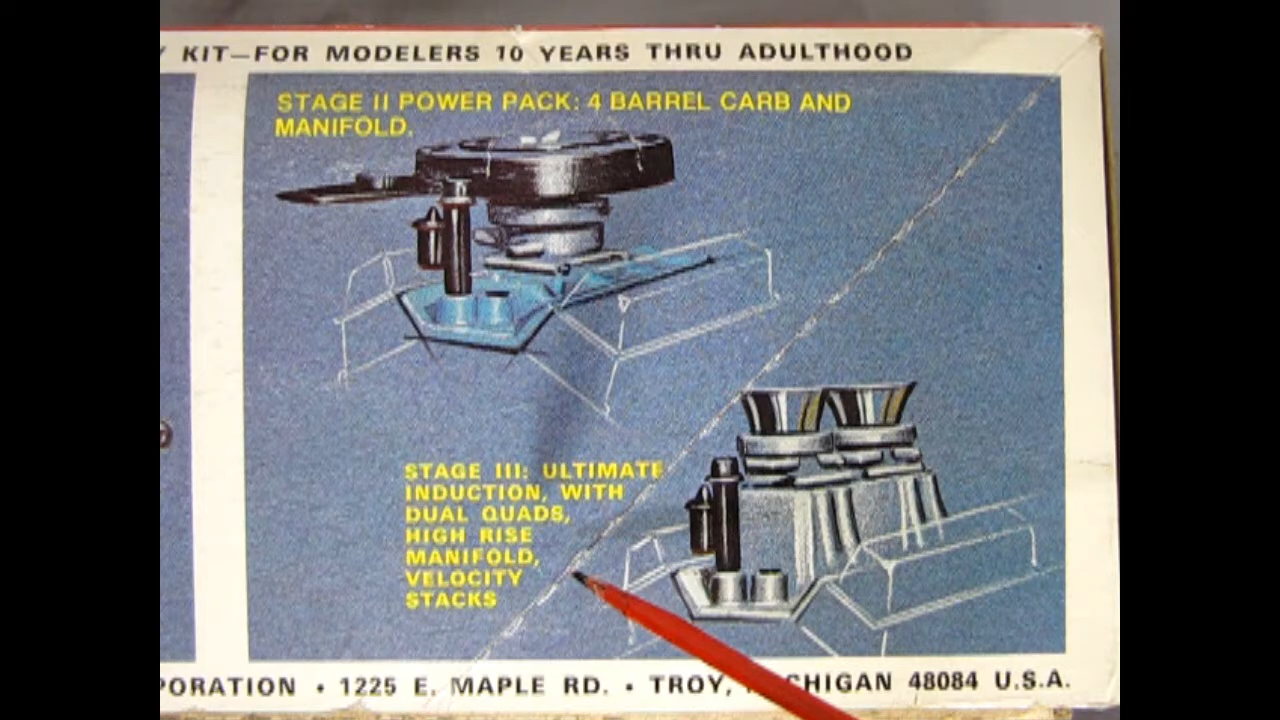 KIT—FOR MODELERS 10 YEARS THRU ADULTHOOD
STAGE II POWER PACK: 4 BARREL CARB AND
MANIFOLD.
STAGE III: ULTIMATE
INDUCTION, WITH
DUAL QUADS,
HIGH RISE
MANIFOLD,
VELOCITY
STACKS
PORATION • 1225 E. MAPLE RD. • TROY, CHIGAN 48084 U.S.A.